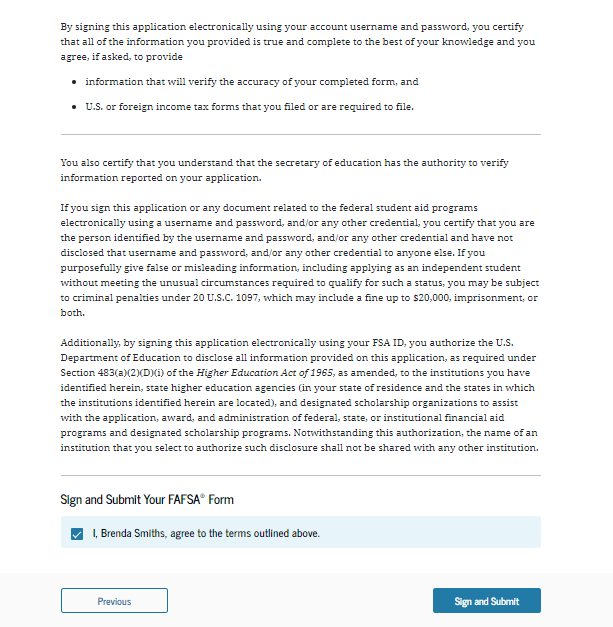 By signing this application electronically using your account username and password, you certify
that all of the information you provided is true and complete to the best of your knowledge and you
agree, if asked, to provide
• information that will verify the accuracy of your completed form, and
• U.S. or foreign income tax forms that you filed or are required to file.
You also certify that you understand that the secretary of education has the authority to verify
information reported on your application.
If you sign this application or any document related to the federal student aid programs
electronically using a username and password, and/or any other credential, you certify that you are
the person identified by the username and password, and/or any other credential and have not
disclosed that username and password, and/or any other credential to anyone else. If you
purposefully give false or misleading information, including applying as an independent student
without meeting the unusual circumstances required to qualify for such a status, you may be subject
to criminal penalties under 20 U.S.C. 1097, which may include a fine up to $20,000, imprisonment, or
both.
Additionally, by signing this application electronically using your FSA ID, you authorize the U.S.
Department of Education to disclose all information provided on this application, as required under
Section 483(a)(2)(D)(i) of the Higher Education Act of 1965, as amended, to the institutions you have
identified herein, state higher education agencies (in your state of residence and the states in which
the institutions identified herein are located), and designated scholarship organizations to assist
with the application, award, and administration of federal, state, or institutional financial aid
programs and designated scholarship programs. Notwithstanding this authorization, the name of an
institution that you select to authorize such disclosure shall not be shared with any other institution.
Sign and Submit Your FAFSA® Form
I, Brenda Smiths, agree to the terms outlined above.
Previous
Sign and Submit